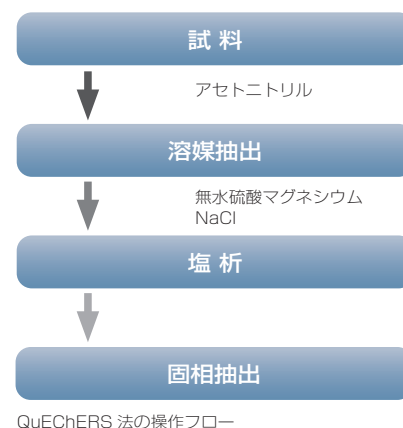 試 料
アセトニトリル
溶媒抽出
無水硫酸マグネシウム
NaCl
塩 析
固相抽出
QuEChERS 法の操作フロー